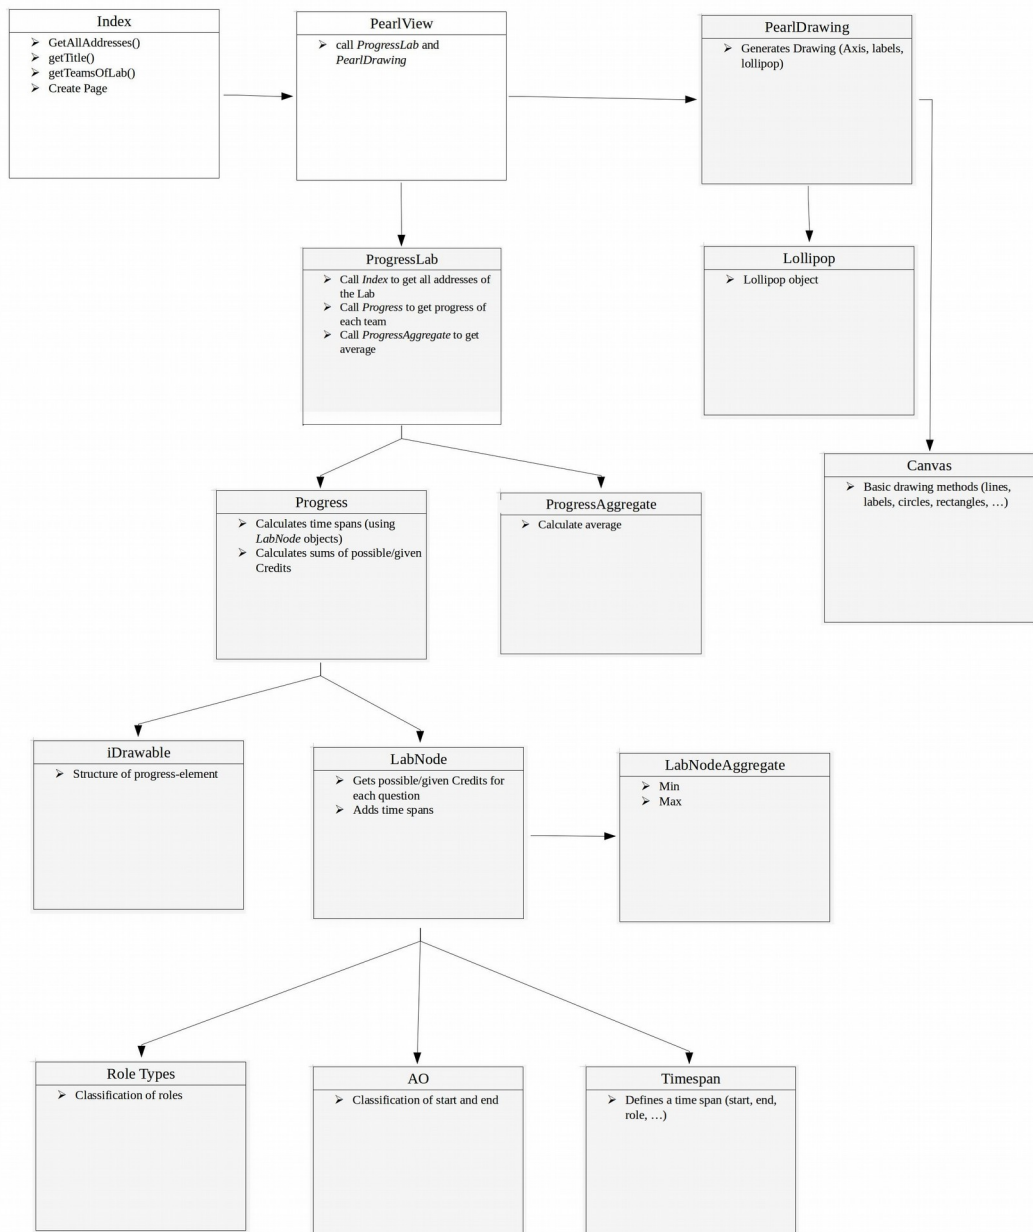 Index
➢ GetAllAddresses()
➢ getTitle()
➢ getTeamsOfLab()
➢ Create Page
PearlView
➢ call ProgressLab and
PearlDrawing
PearlDrawing
➢ Generates Drawing (Axis, labels,
lollipop)
ProgressLab
➢ Call Index to get all addresses of
the Lab
➢ Call Progress to get progress of
each team
➢ Call ProgressAggregate to get
average
Lollipop
➢ Lollipop object
Canvas
➢ Basic drawing methods (lines,
labels, circles, rectangles, …)
Progress
➢ Calculates time spans (using
LabNode objects)
➢ Calculates sums of possible/given
Credits
ProgressAggregate
➢ Calculate average
iDrawable
➢ Structure of progress-element
LabNode
➢ Gets possible/given Credits for
each question
➢ Adds time spans
LabNodeAggregate
➢ Min
➢ Max
Role Types
➢ Classification of roles
AO
➢ Classification of start and end
Timespan
➢ Defines a time span (start, end,
role, …)